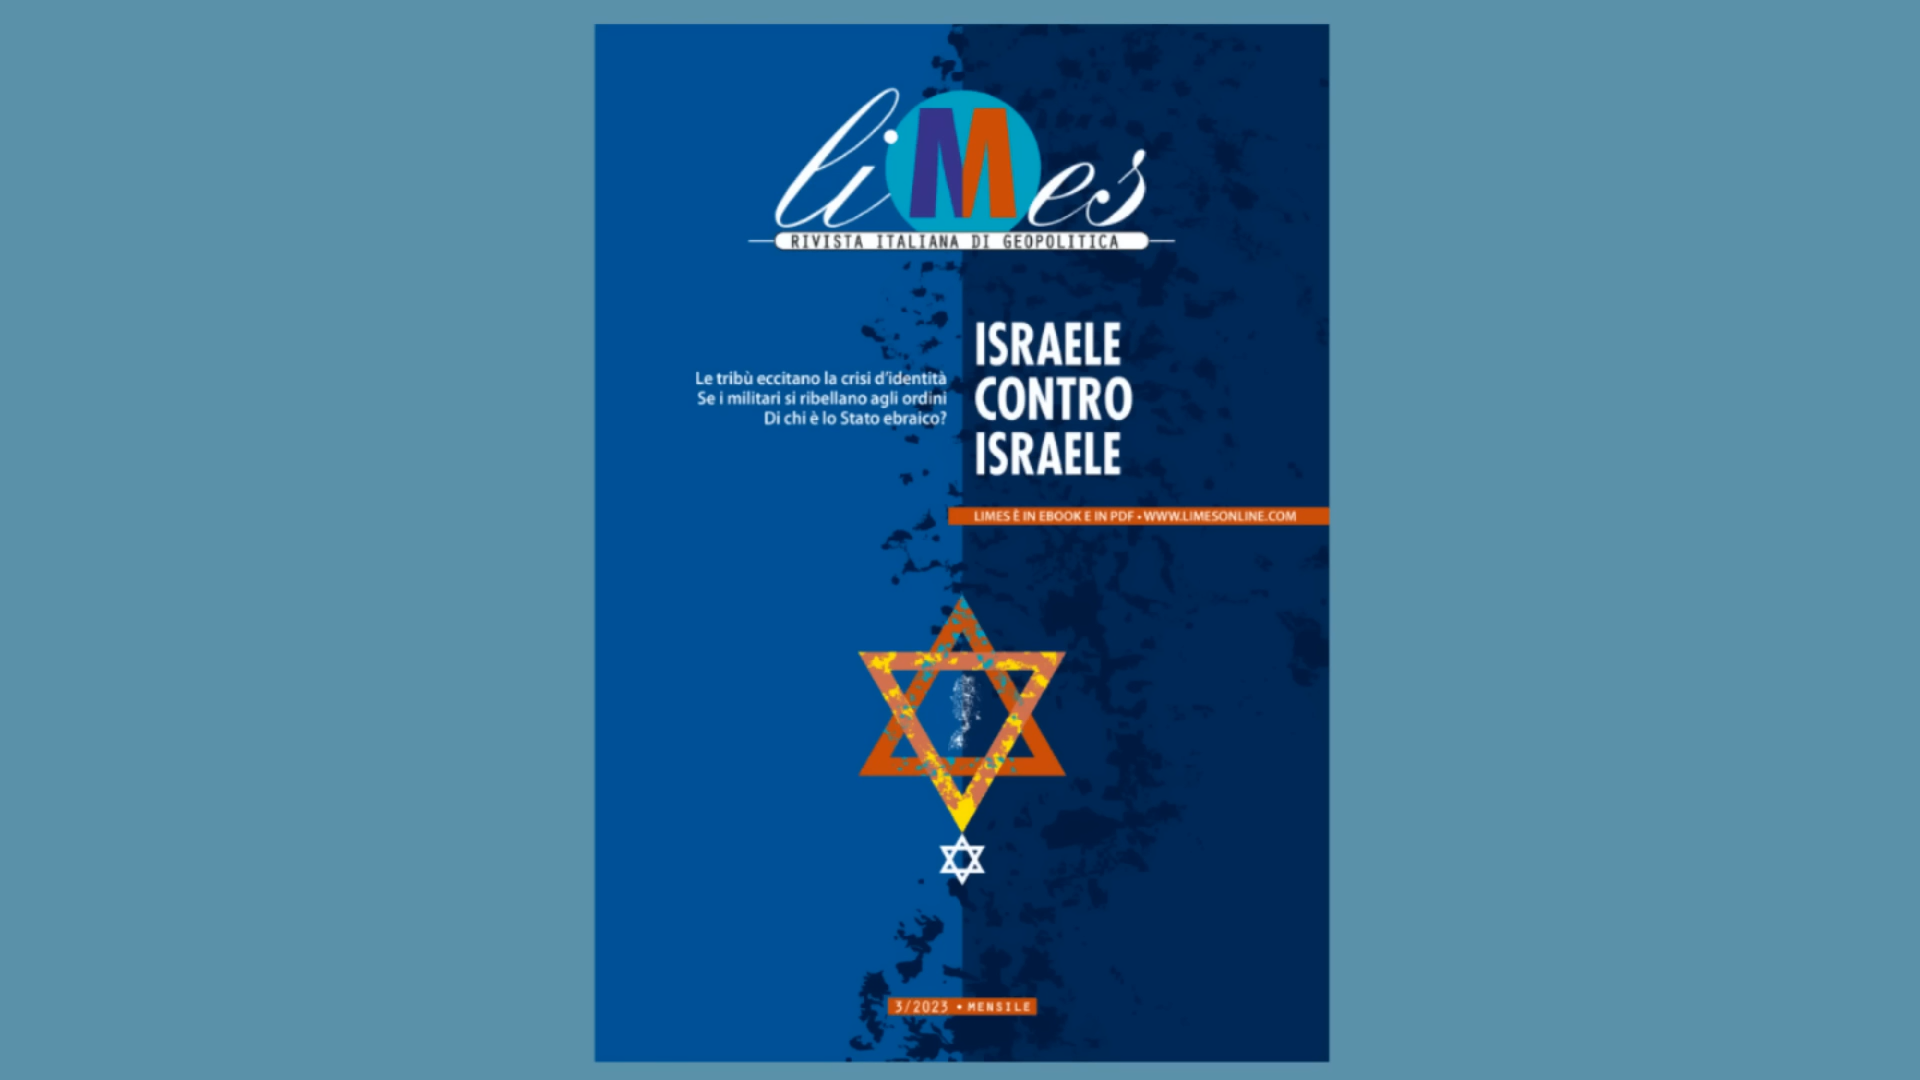 liMes
RIVISTA ITALIANA DI GEOPOLITICA
Le tribù eccitano la crisi d'identità
Se i militari si ribellano agli ordini
Di chi è lo Stato ebraico?
ISRAELE
CONTRO
ISRAELE
LIMES È IN EBOOK E IN PDF • WWW.LIMESONLINE.COM
3/2023 • MENSILE